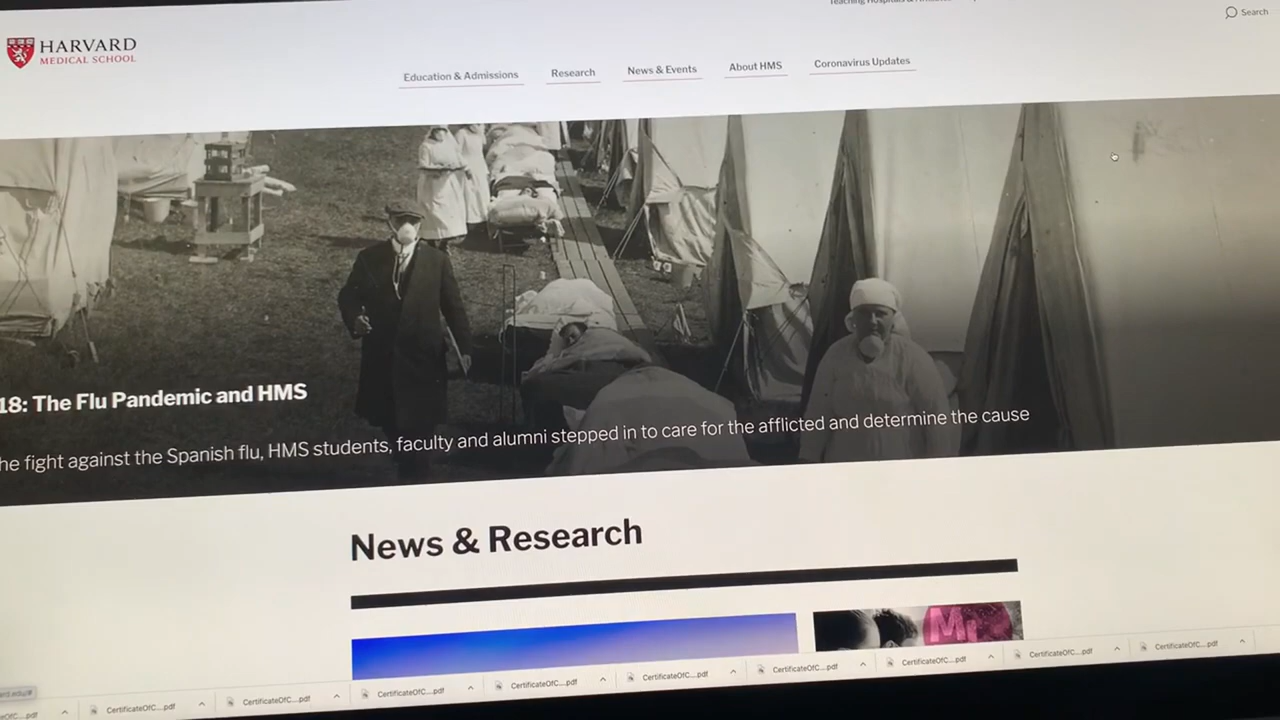 Search
HARVARD
MEDICAL SCHOOL
Education & Admissions
Research
News & Events
About HMS
Coronavirus Updates
18: The Flu Pandemic and HMS
he fight against the Spanish flu, HMS students, faculty and alumni stepped in to care for the afflicted and determine the cause
News & Research
CertificateOfC....pdf
CertificateOfC....pdf
CertificateOfC....pdf
CertificateOfC....pdf
CertificateOfC....pdf
CertificateOfC....pdf
CertificateOfC....pdf
CertificateOfC....pdf
CertificateOfC....pdf